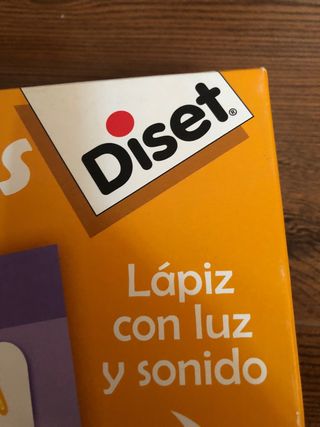 s
Diset®
Lápiz
con luz
y sonido